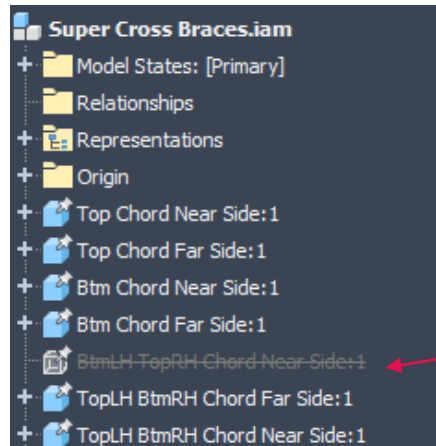 Super Cross Braces.iam
Model States: [Primary]
Relationships
Representations
Origin
Top Chord Near Side:1
Top Chord Far Side:1
Btm Chord Near Side:1
Btm Chord Far Side:1
BtmLH TopRH Chord Near Side:1
TopLH BtmRH Chord Far Side:1
TopLH BtmRH Chord Near Side:1